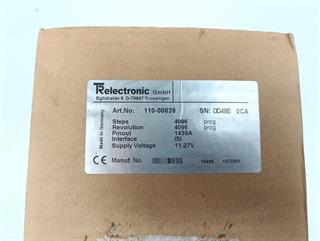 TRelectronic GmbH
Eglishalde 6 D-78647 Trossingen
Art.No: 110-00839 SN: 00486 0CA
Made in Germany
Steps 4096 prog
Revolution 4096 prog
Pinout 1439A
Interface ISI
Supply Voltage 11-27V
CE Manuf. No.